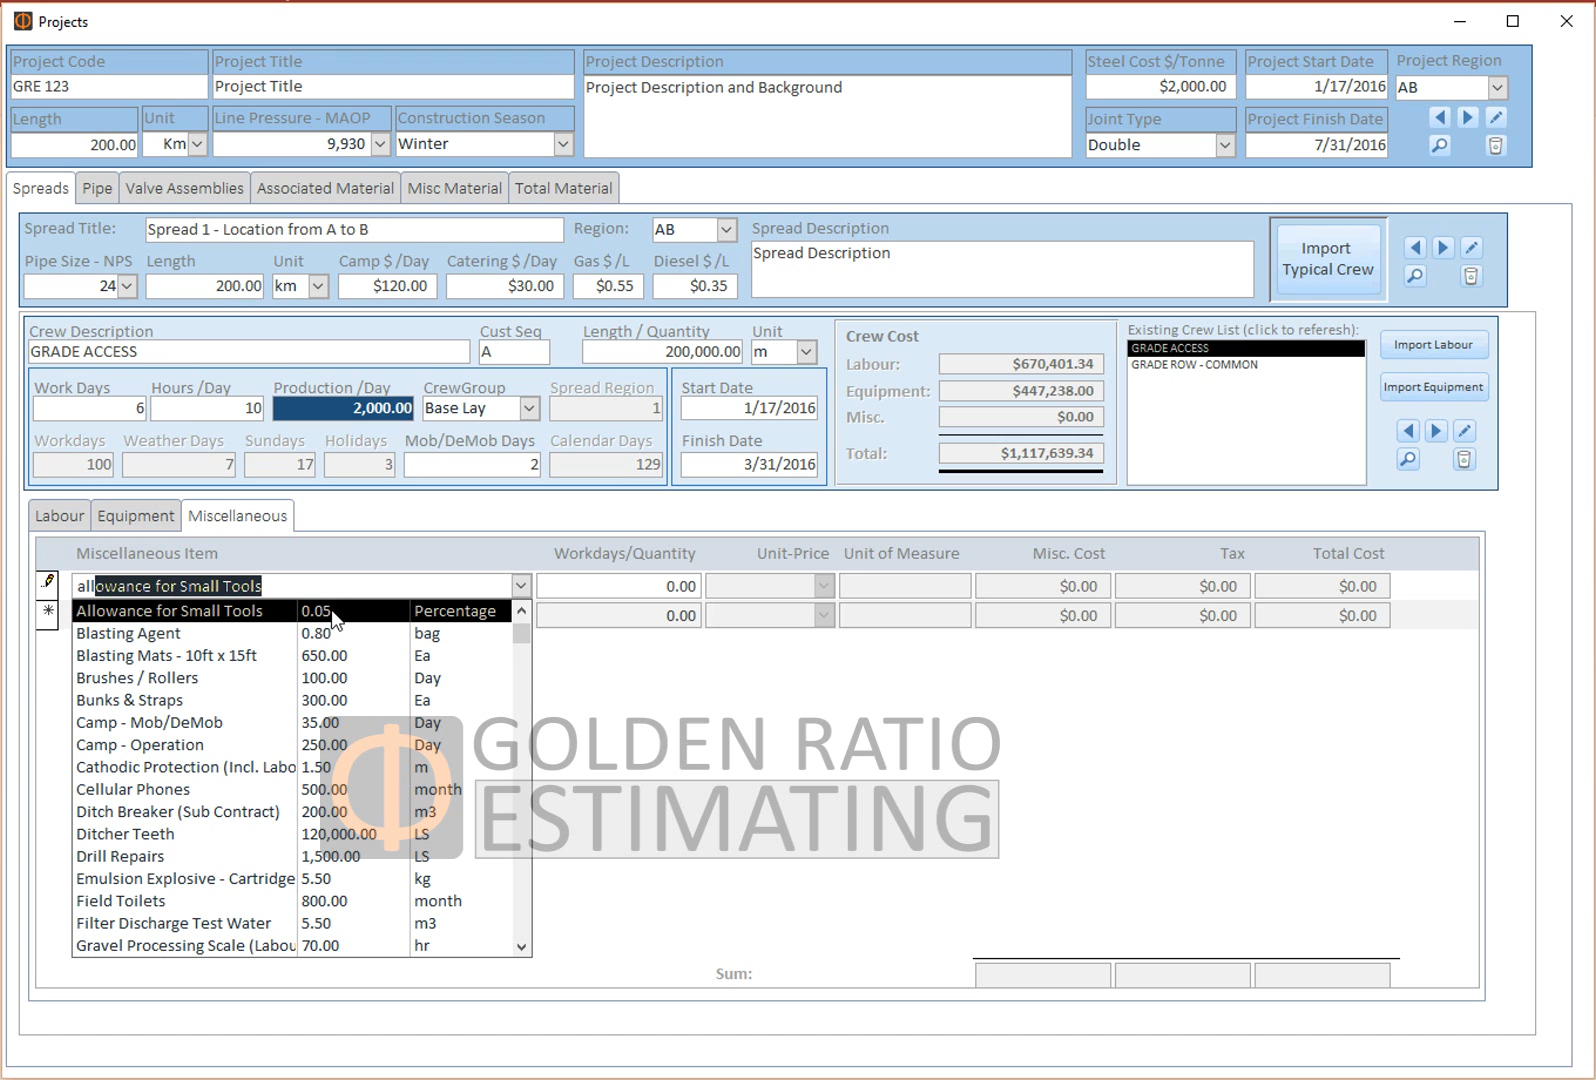 Projects
Project Code Project Title Project Description Steel Cost $/Tonne Project Start Date Project Region
GRE 123 Project Title Project Description and Background $2,000.00 1/17/2016 AB
Length Unit Line Pressure - MAOP Construction Season Joint Type Project Finish Date
200.00 Km 9,930 Winter Double 7/31/2016
Spreads Pipe Valve Assemblies Associated Material Misc Material Total Material
Spread Title: Spread 1 - Location from A to B Region: AB Spread Description
Pipe Size - NPS Length Unit Camp $/Day Catering $/Day Gas $/L Diesel $/L Spread Description
24 200.00 km $120.00 $30.00 $0.55 $0.35
Import
Typical Crew
Crew Description Cust Seq Length / Quantity Unit
GRADE ACCESS A 200,000.00 m
Work Days Hours /Day Production /Day CrewGroup Spread Region Start Date
6 10 2,000.00 Base Lay 1 1/17/2016
Workdays Weather Days Sundays Holidays Mob/DeMob Days Calendar Days Finish Date
100 7 17 3 2 129 3/31/2016
Crew Cost
Labour: $670,401.34
Equipment: $447,238.00
Misc. $0.00
Total: $1,117,639.34
Existing Crew List (click to referesh):
GRADE ACCESS
GRADE ROW - COMMON
Import Labour
Import Equipment
Labour Equipment Miscellaneous
Miscellaneous Item Workdays/Quantity Unit-Price Unit of Measure Misc. Cost Tax Total Cost
allowance for Small Tools 0.00 $0.00 $0.00 $0.00
* 0.00 $0.00 $0.00 $0.00
Allowance for Small Tools 0.05 Percentage
Blasting Agent 0.80 bag
Blasting Mats - 10ft x 15ft 650.00 Ea
Brushes / Rollers 100.00 Day
Bunks & Straps 300.00 Ea
Camp - Mob/DeMob 35.00 Day
Camp - Operation 250.00 Day
Cathodic Protection (Incl. Labo 1.50 m
Cellular Phones 500.00 month
Ditch Breaker (Sub Contract) 200.00 m3
Ditcher Teeth 120,000.00 LS
Drill Repairs 1,500.00 LS
Emulsion Explosive - Cartridge 5.50 kg
Field Toilets 800.00 month
Filter Discharge Test Water 5.50 m3
Gravel Processing Scale (Labou 70.00 hr
GOLDEN RATIO
ESTIMATING
Sum: